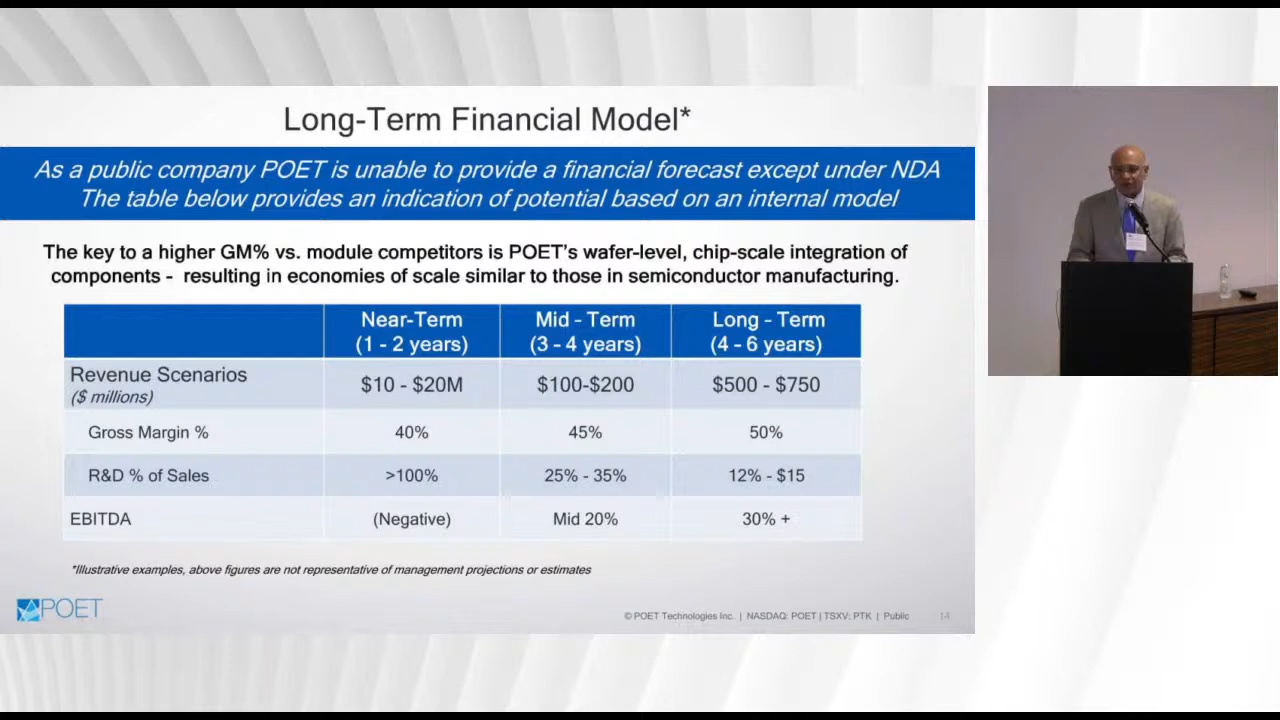 Long-Term Financial Model*
As a public company POET is unable to provide a financial forecast except under NDA
The table below provides an indication of potential based on an internal model
The key to a higher GM% vs. module competitors is POET's wafer-level, chip-scale integration of
components - resulting in economies of scale similar to those in semiconductor manufacturing.
Near-Term Mid - Term Long - Term
(1 - 2 years) (3 - 4 years) (4 - 6 years)
Revenue Scenarios $10 - $20M $100-$200 $500 - $750
($ millions)
Gross Margin % 40% 45% 50%
R&D % of Sales >100% 25% - 35% 12% - $15
EBITDA (Negative) Mid 20% 30% +
*Illustrative examples, above figures are not representative of management projections or estimates
POET
© POET Technologies Inc. | NASDAQ: POET | TSXV: PTK | Public 14